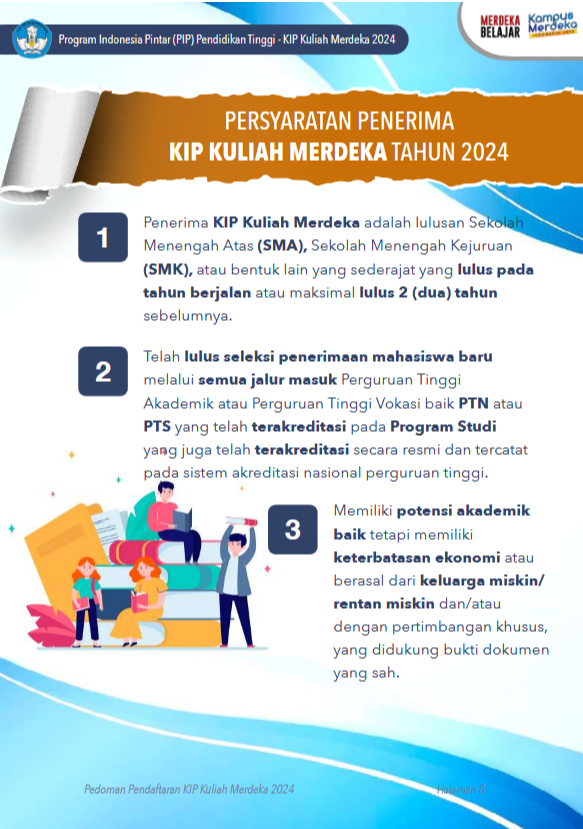 Program Indonesia Pintar (PIP) Pendidikan Tinggi - KIP Kuliah Merdeka 2024
MERDEKA
BELAJAR
Kampus
Merdeka
INDONESIA JAYA
PERSYARATAN PENERIMA
KIP KULIAH MERDEKA TAHUN 2024
1
Penerima KIP Kuliah Merdeka adalah lulusan Sekolah
Menengah Atas (SMA), Sekolah Menengah Kejuruan
(SMK), atau bentuk lain yang sederajat yang lulus pada
tahun berjalan atau maksimal lulus 2 (dua) tahun
sebelumnya.
2
Telah lulus seleksi penerimaan mahasiswa baru
melalui semua jalur masuk Perguruan Tinggi
Akademik atau Perguruan Tinggi Vokasi baik PTN atau
PTS yang telah terakreditasi pada Program Studi
yang juga telah terakreditasi secara resmi dan tercatat
pada sistem akreditasi nasional perguruan tinggi.
3
Memiliki potensi akademik
baik tetapi memiliki
keterbatasan ekonomi atau
berasal dari keluarga miskin/
rentan miskin dan/atau
dengan pertimbangan khusus,
yang didukung bukti dokumen
yang sah.
Pedoman Pendaftaran KIP Kuliah Merdeka 2024
Halaman